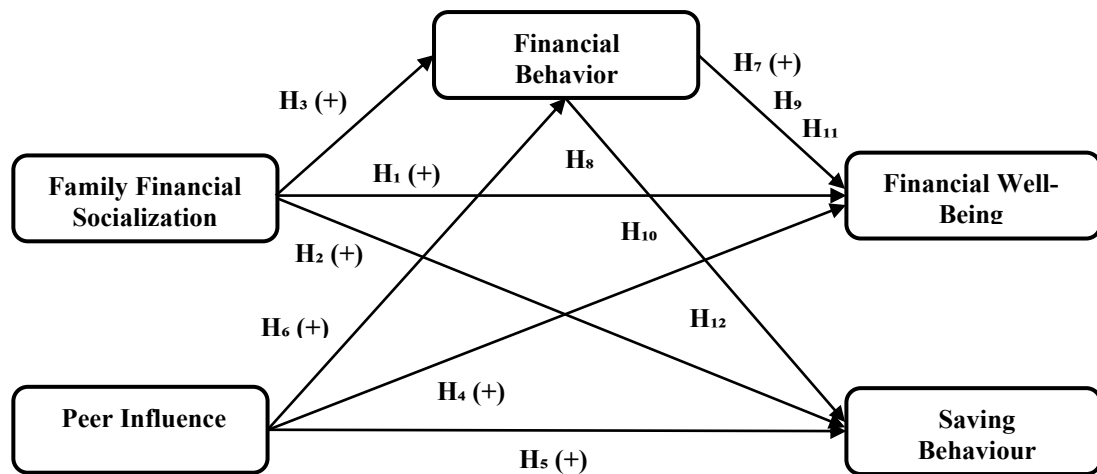 Financial
Behavior
H₇ (+)
H₃ (+)
H₉
H₁₁
H₈
Family Financial
Socialization
H₁ (+)
Financial Well-
Being
H₁₀
H₂ (+)
H₆ (+)
H₁₂
H₄ (+)
Peer Influence
Saving
Behaviour
H₅ (+)